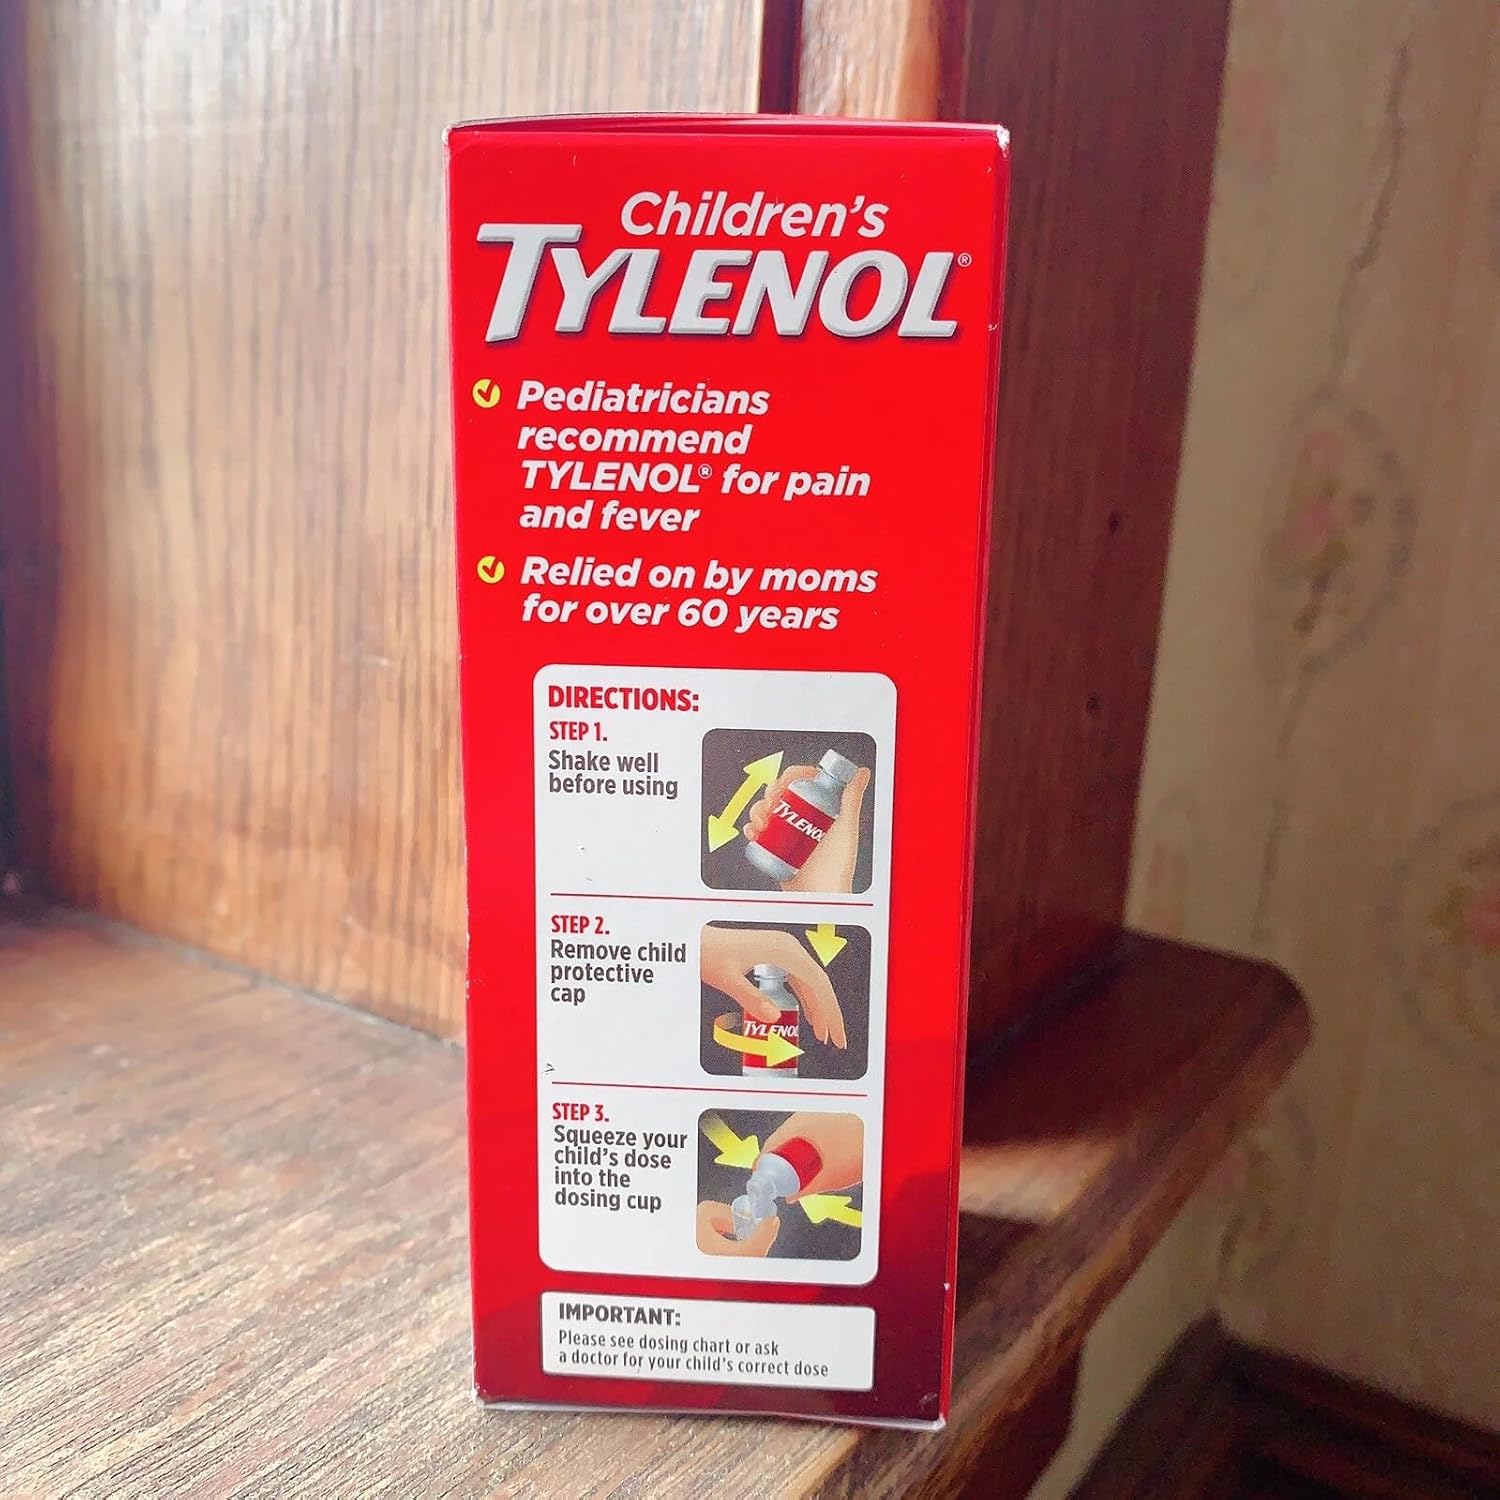 Children's
TYLENOL®
Pediatricians
recommend
TYLENOL® for pain
and fever
Relied on by moms
for over 60 years
DIRECTIONS:
STEP 1.
Shake well
before using
TYLENOL
STEP 2.
Remove child
protective
cap
TYLENOL
STEP 3.
Squeeze your
child's dose
into the
dosing cup
IMPORTANT:
Please see dosing chart or ask
a doctor for your child's correct dose